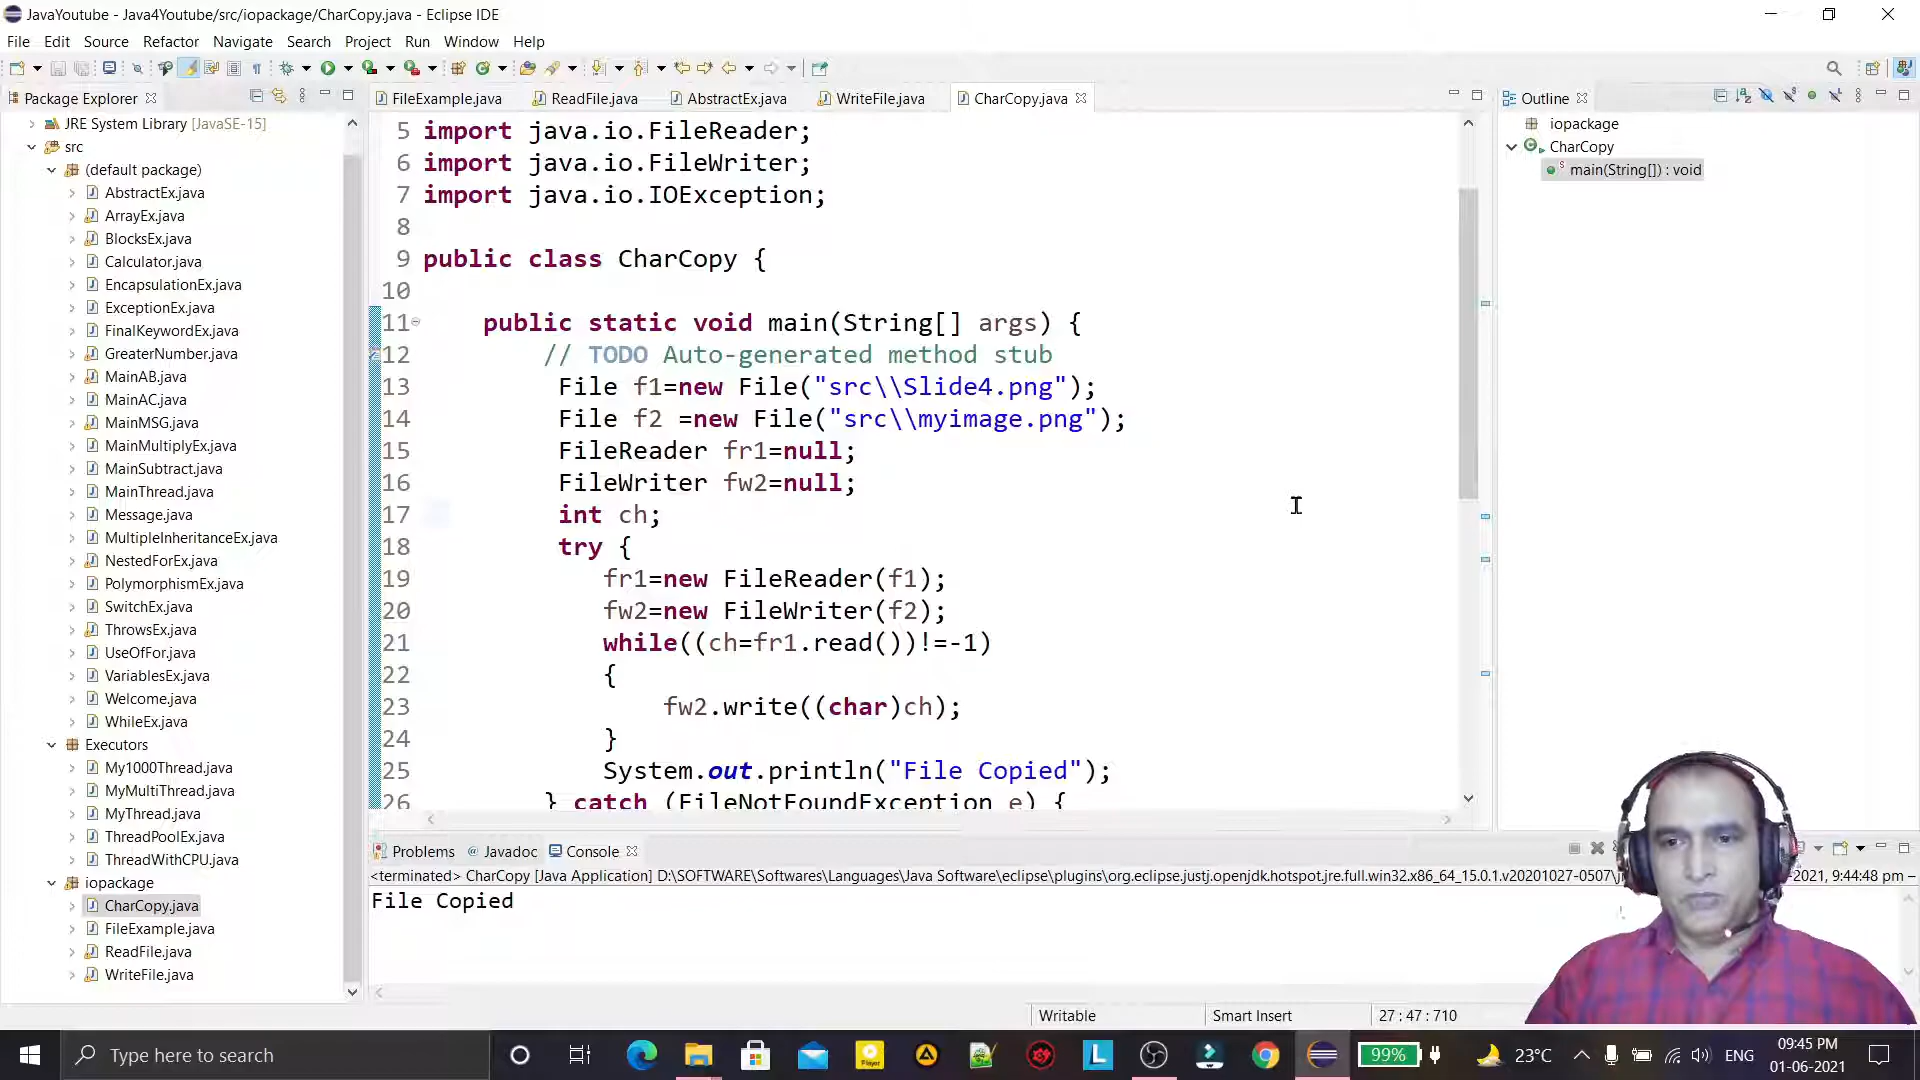 JavaYoutube - Java4Youtube/src/iopackage/CharCopy.java - Eclipse IDE
File Edit Source Refactor Navigate Search Project Run Window Help
Package Explorer
JRE System Library [JavaSE-15]
src
(default package)
AbstractEx.java
ArrayEx.java
BlocksEx.java
Calculator.java
EncapsulationEx.java
ExceptionEx.java
FinalKeywordEx.java
GreaterNumber.java
MainAB.java
MainAC.java
MainMSG.java
MainMultiplyEx.java
MainSubtract.java
MainThread.java
Message.java
MultipleInheritanceEx.java
NestedForEx.java
PolymorphismEx.java
SwitchEx.java
ThrowsEx.java
UseOfFor.java
VariablesEx.java
Welcome.java
WhileEx.java
Executors
My1000Thread.java
MyMultiThread.java
MyThread.java
ThreadPoolEx.java
ThreadWithCPU.java
iopackage
CharCopy.java
FileExample.java
ReadFile.java
WriteFile.java
FileExample.java ReadFile.java AbstractEx.java WriteFile.java CharCopy.java
5 import java.io.FileReader;
6 import java.io.FileWriter;
7 import java.io.IOException;
8
9 public class CharCopy {
10
11 public static void main(String[] args) {
12 // TODO Auto-generated method stub
13 File f1=new File("src\\Slide4.png");
14 File f2 =new File("src\\myimage.png");
15 FileReader fr1=null;
16 FileWriter fw2=null;
17 int ch;
18 try {
19 fr1=new FileReader(f1);
20 fw2=new FileWriter(f2);
21 while((ch=fr1.read())!=-1)
22 {
23 fw2.write((char)ch);
24 }
25 System.out.println("File Copied");
26 } catch (FileNotFoundException e) {
Outline
iopackage
CharCopy
main(String[]) : void
Problems Javadoc Console
<terminated> CharCopy [Java Application] D:\SOFTWARE\Softwares\Languages\Java Software\eclipse\plugins\org.eclipse.justj.openjdk.hotspot.jre.full.win32.x86_64_15.0.1.v20201027-0507\j -2021, 9:44:48 pm –
File Copied
Writable Smart Insert 27 : 47 : 710
Type here to search
99% 23°C ENG 09:45 PM
01-06-2021